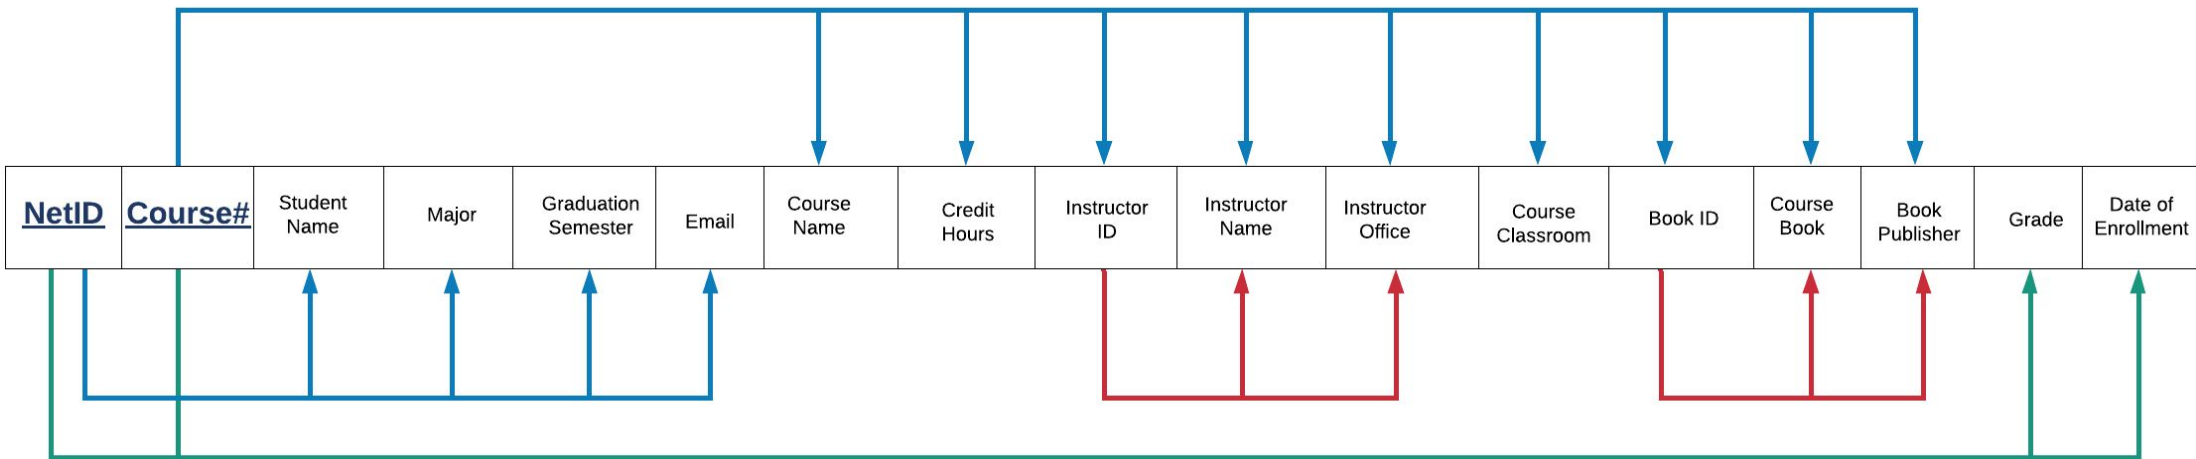 NetID
Course#
Student
Name
Major
Graduation
Semester
Email
Course
Name
Credit
Hours
Instructor
ID
Instructor
Name
Instructor
Office
Course
Classroom
Book ID
Course
Book
Book
Publisher
Grade
Date of
Enrollment